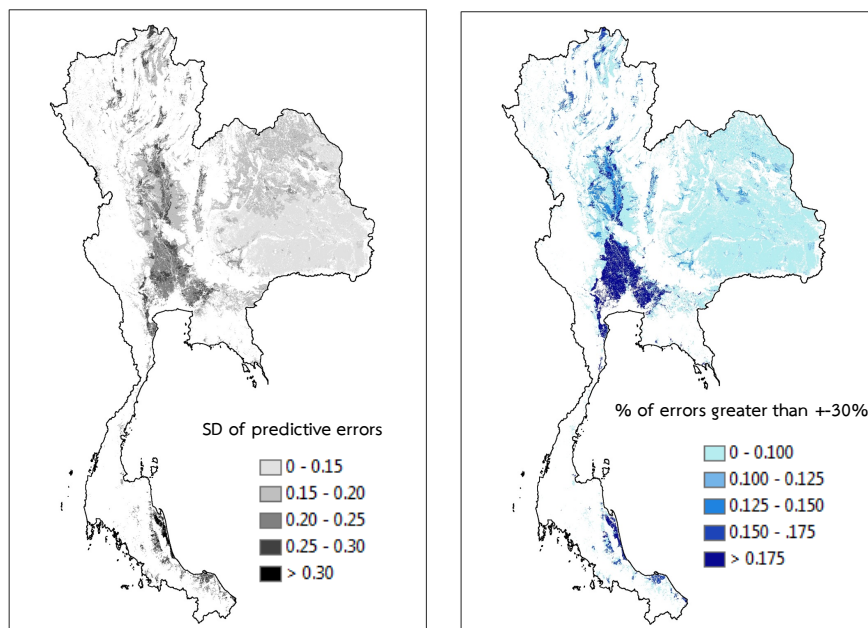 SD of predictive errors
0 - 0.15
0.15 - 0.20
0.20 - 0.25
0.25 - 0.30
> 0.30
% of errors greater than +-30%
0 - 0.100
0.100 - 0.125
0.125 - 0.150
0.150 - .175
> 0.175